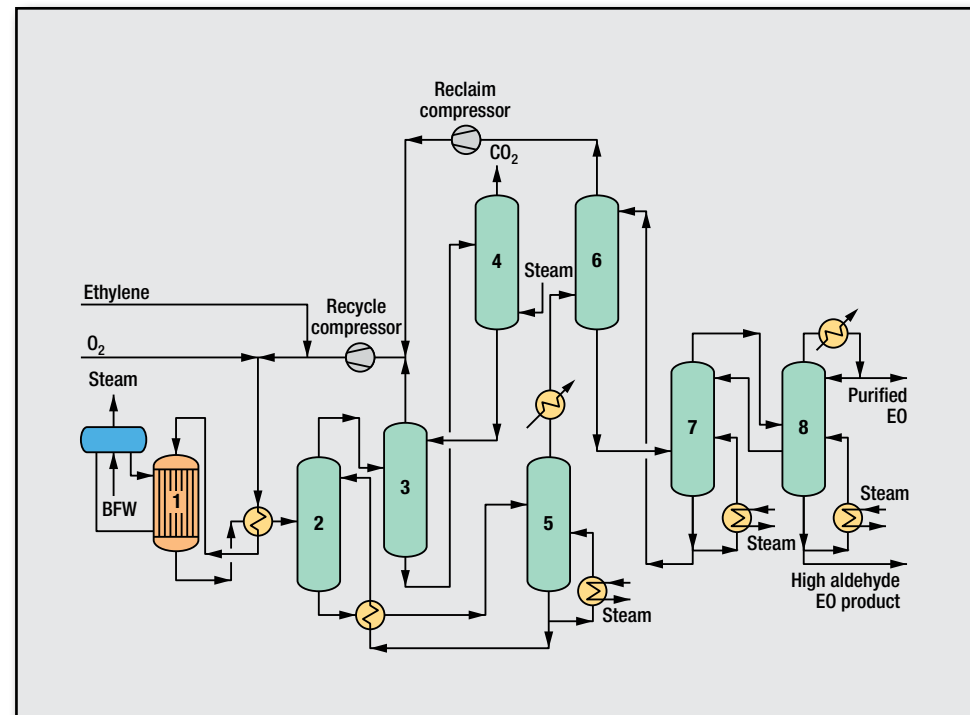 Reclaim
compressor
CO₂
4
6
Steam
Ethylene
Recycle
compressor
O₂
Steam
Purified
EO
7
8
3
1
BFW
2
5
Steam
Steam
Steam
High aldehyde
EO product